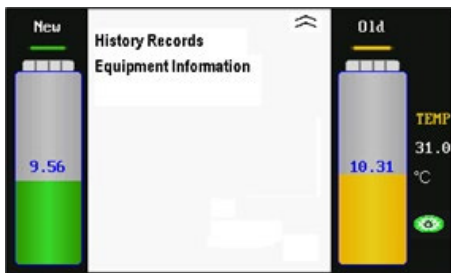 New
9.56
History Records
Equipment Information
Old
10.31
TEMP
31.0
°C